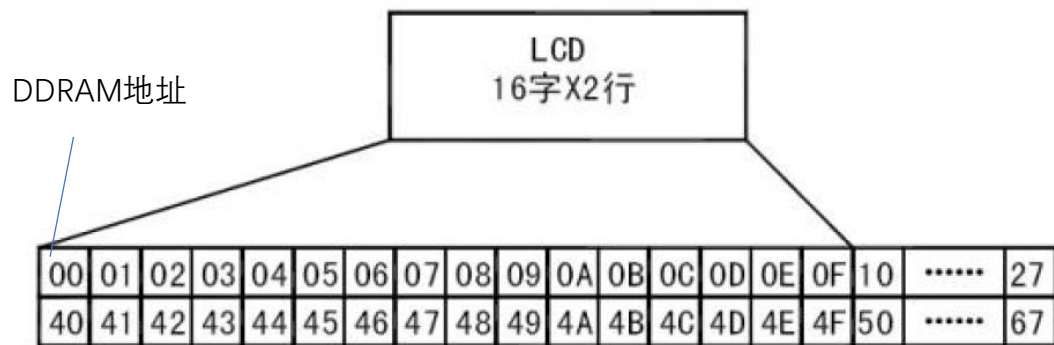 LCD
16字X2行
DDRAM地址
00 01 02 03 04 05 06 07 08 09 0A 0B 0C 0D 0E 0F 10 ...... 27
40 41 42 43 44 45 46 47 48 49 4A 4B 4C 4D 4E 4F 50 ...... 67